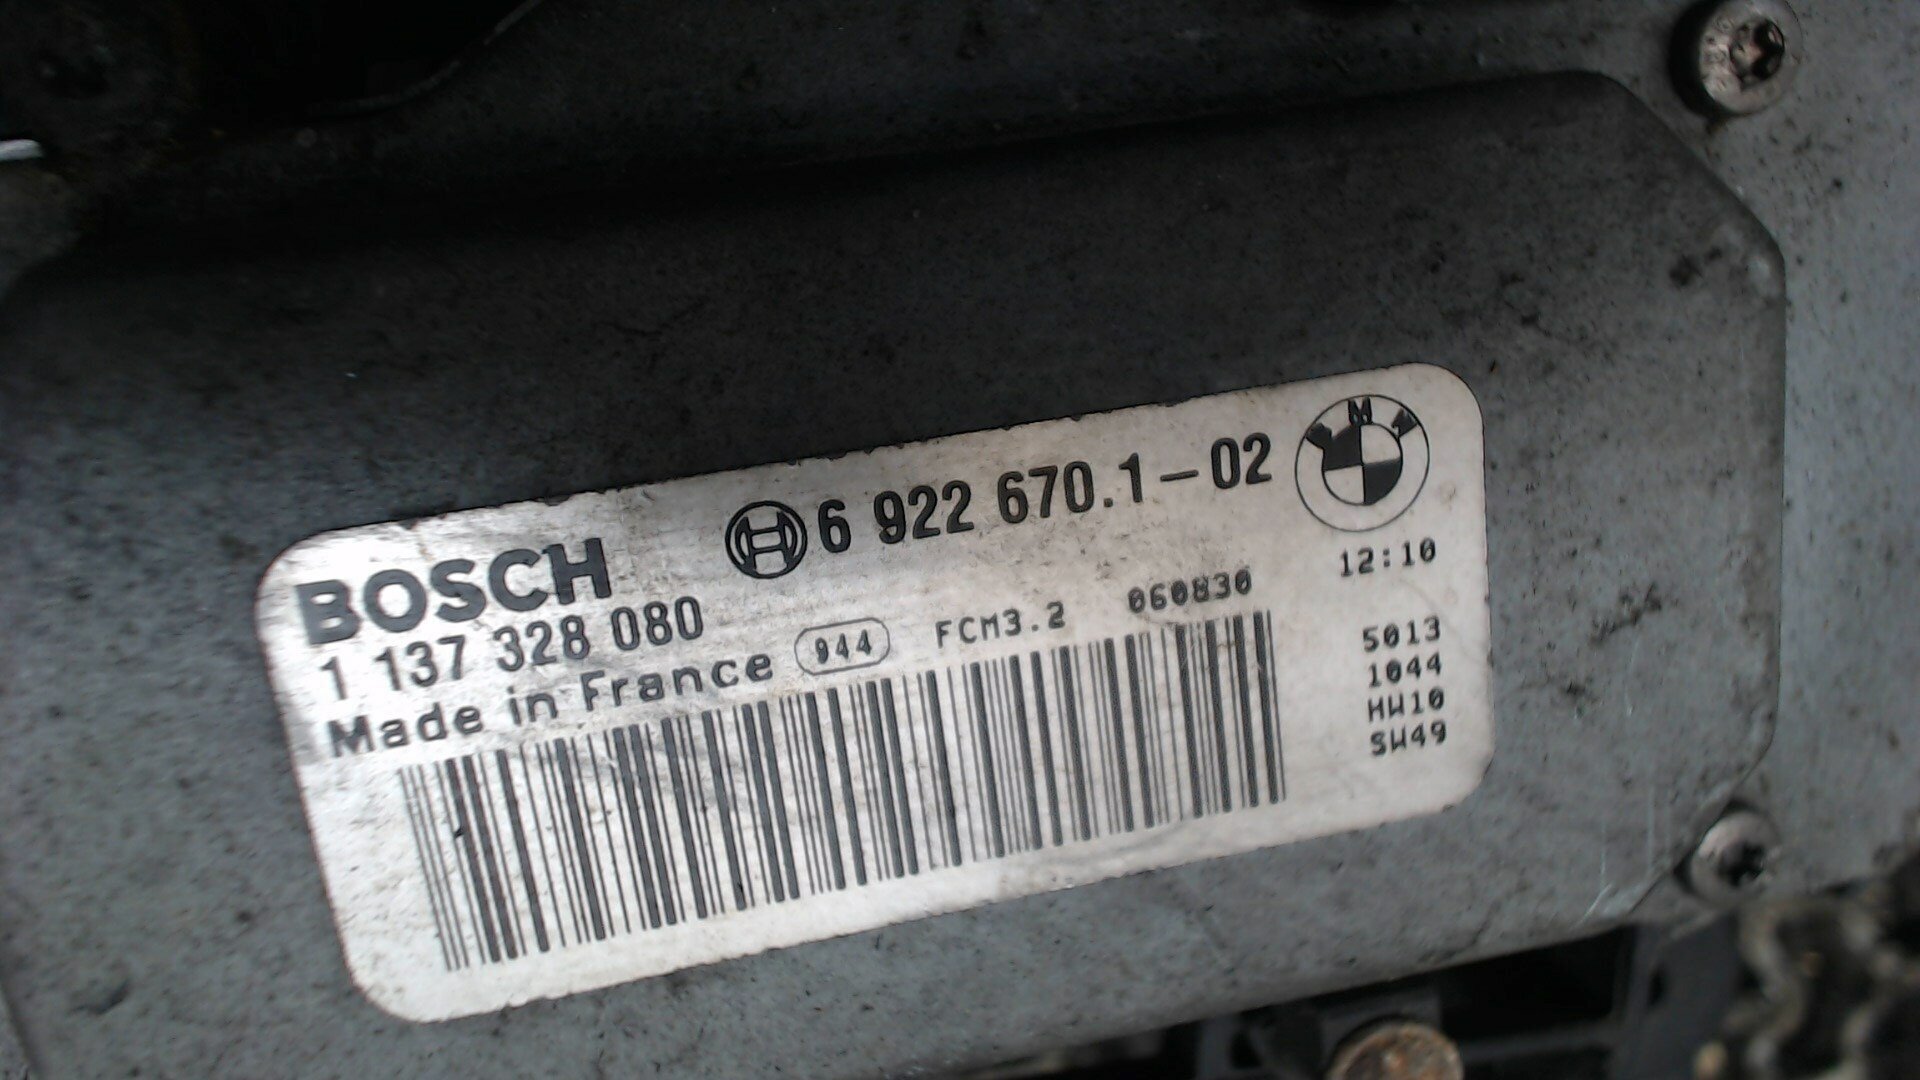 6 922 670.1-02
BMW
BOSCH
1 137 328 080
Made in France
944
FCM3.2
060830
12:10
5013
1044
HW10
SW49